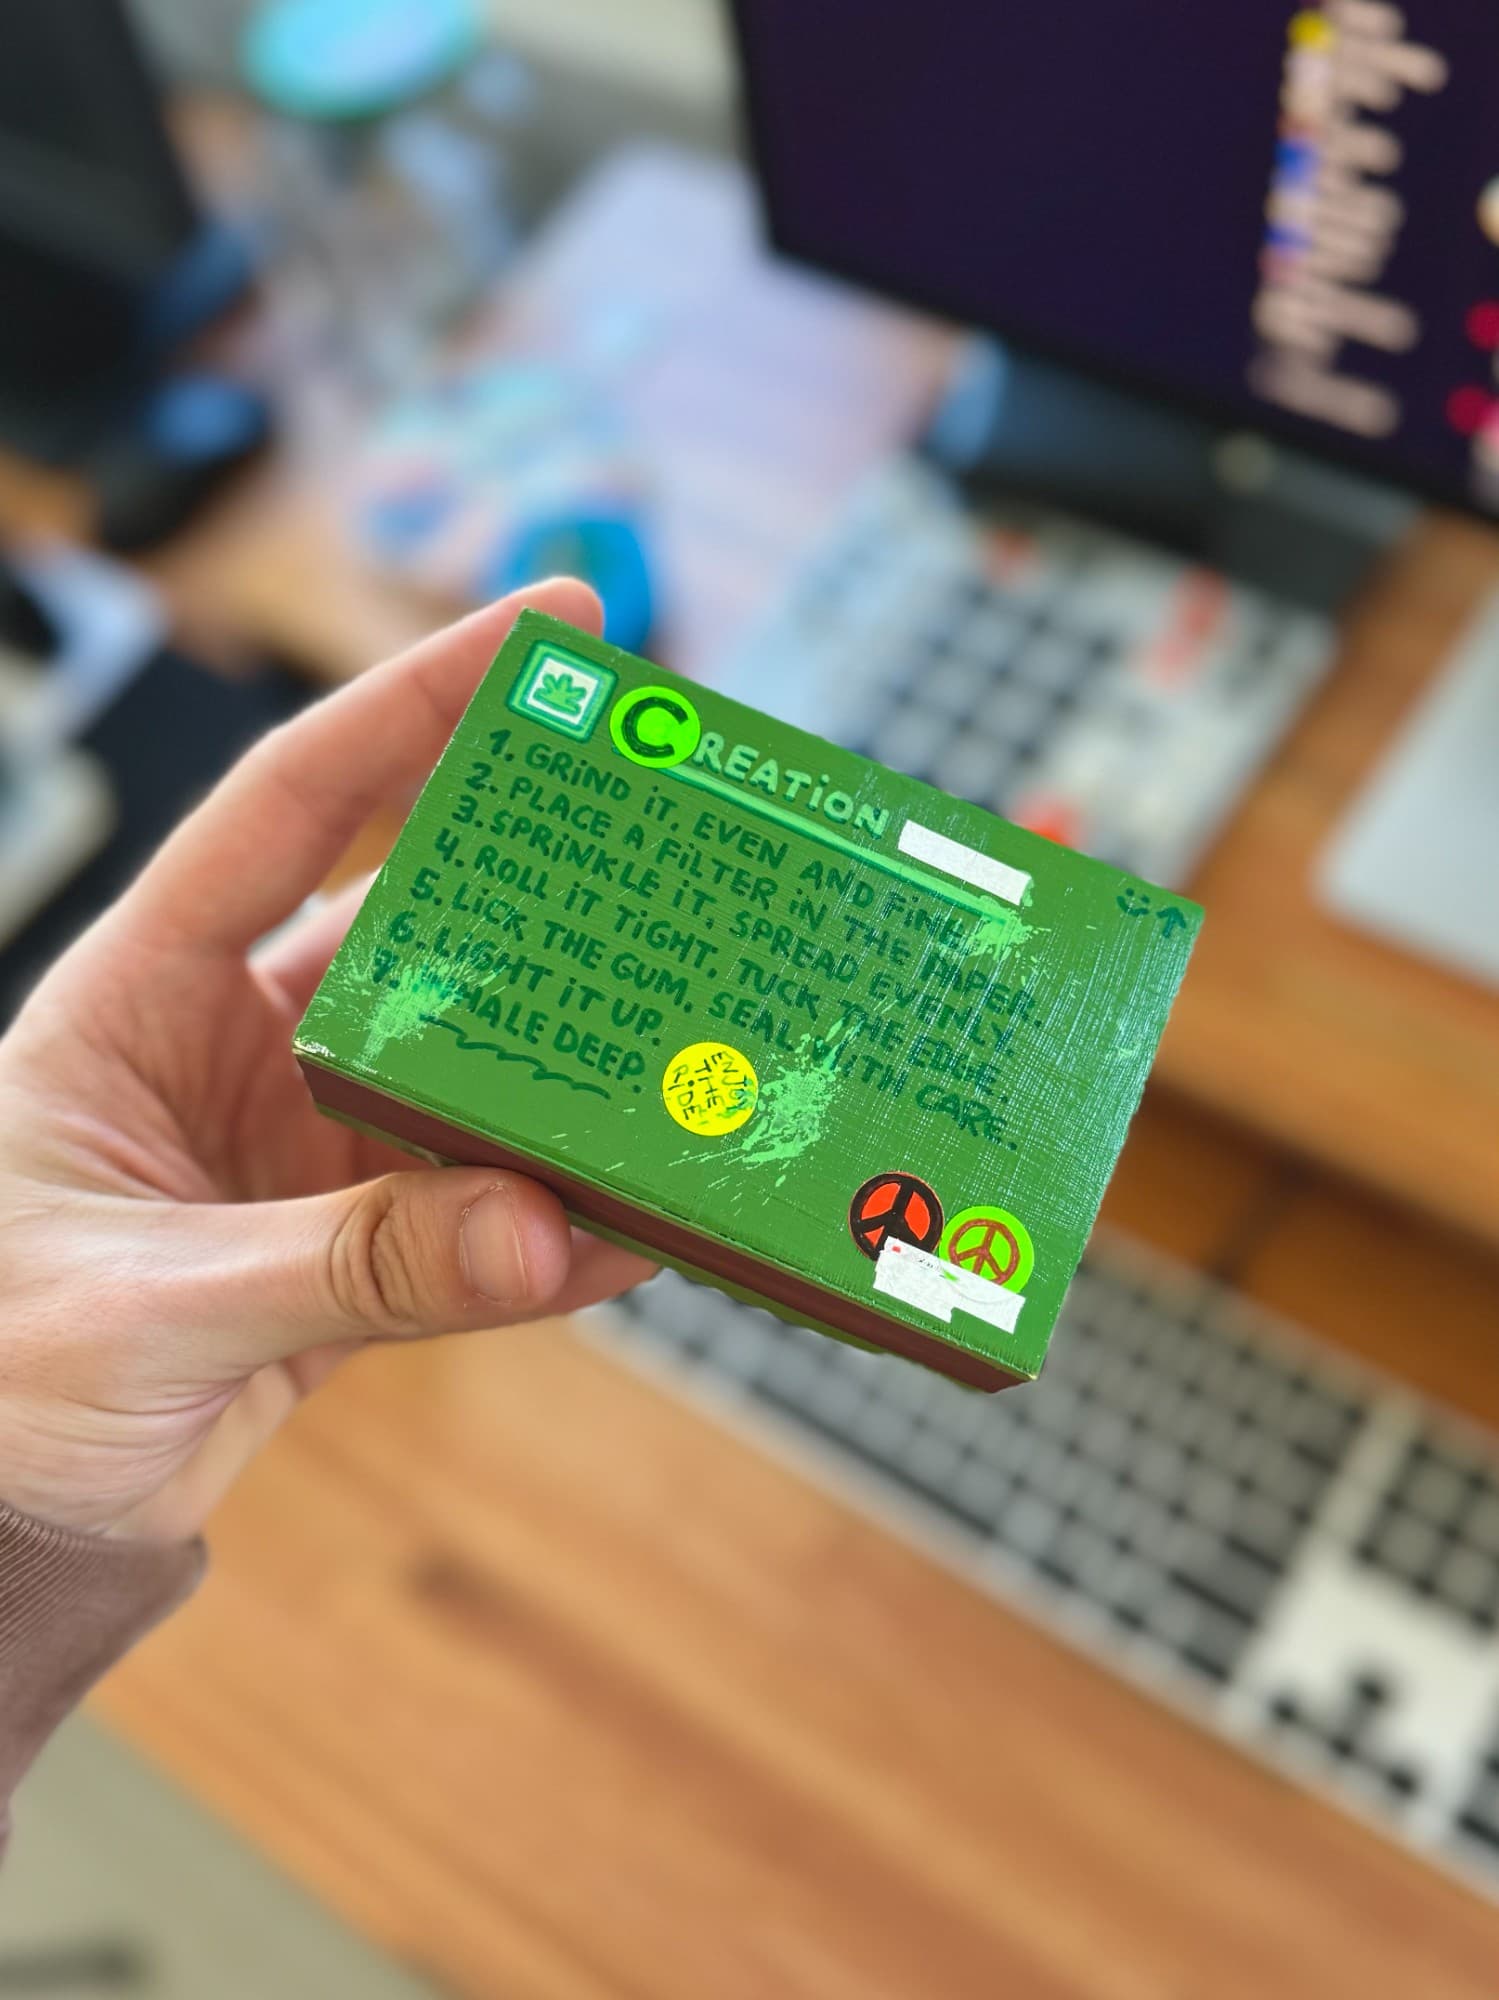 CREATiON
1. GRiND iT. EVEN AND FiNE.
2. PLACE A FiLTER iN THE PAPER.
3. SPRiNKLE iT. SPREAD EVENLY.
4. ROLL iT TiGHT. TUCK THE EDGE.
5. LiCK THE GUM. SEAL WiTH CARE.
6. LiGHT iT UP.
7. iNHALE DEEP.
ENJOY
THE
RiDE